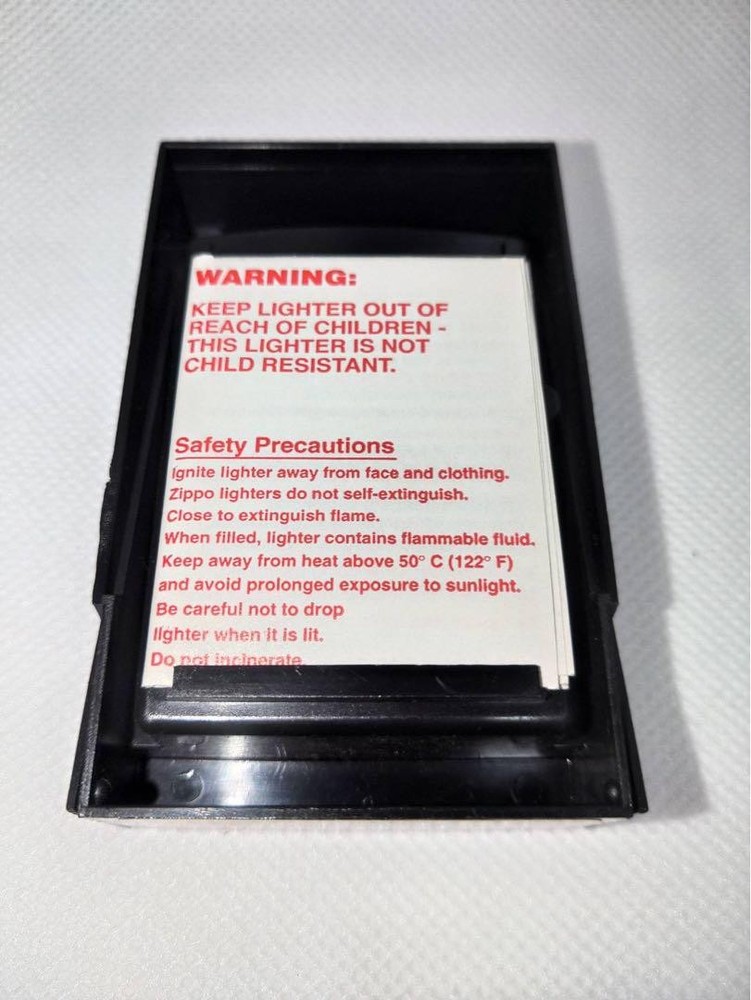 WARNING:
KEEP LIGHTER OUT OF
REACH OF CHILDREN -
THIS LIGHTER IS NOT
CHILD RESISTANT.
Safety Precautions
Ignite lighter away from face and clothing.
Zippo lighters do not self-extinguish.
Close to extinguish flame.
When filled, lighter contains flammable fluid.
Keep away from heat above 50° C (122° F)
and avoid prolonged exposure to sunlight.
Be careful not to drop
lighter when it is lit.
Do not incinerate.